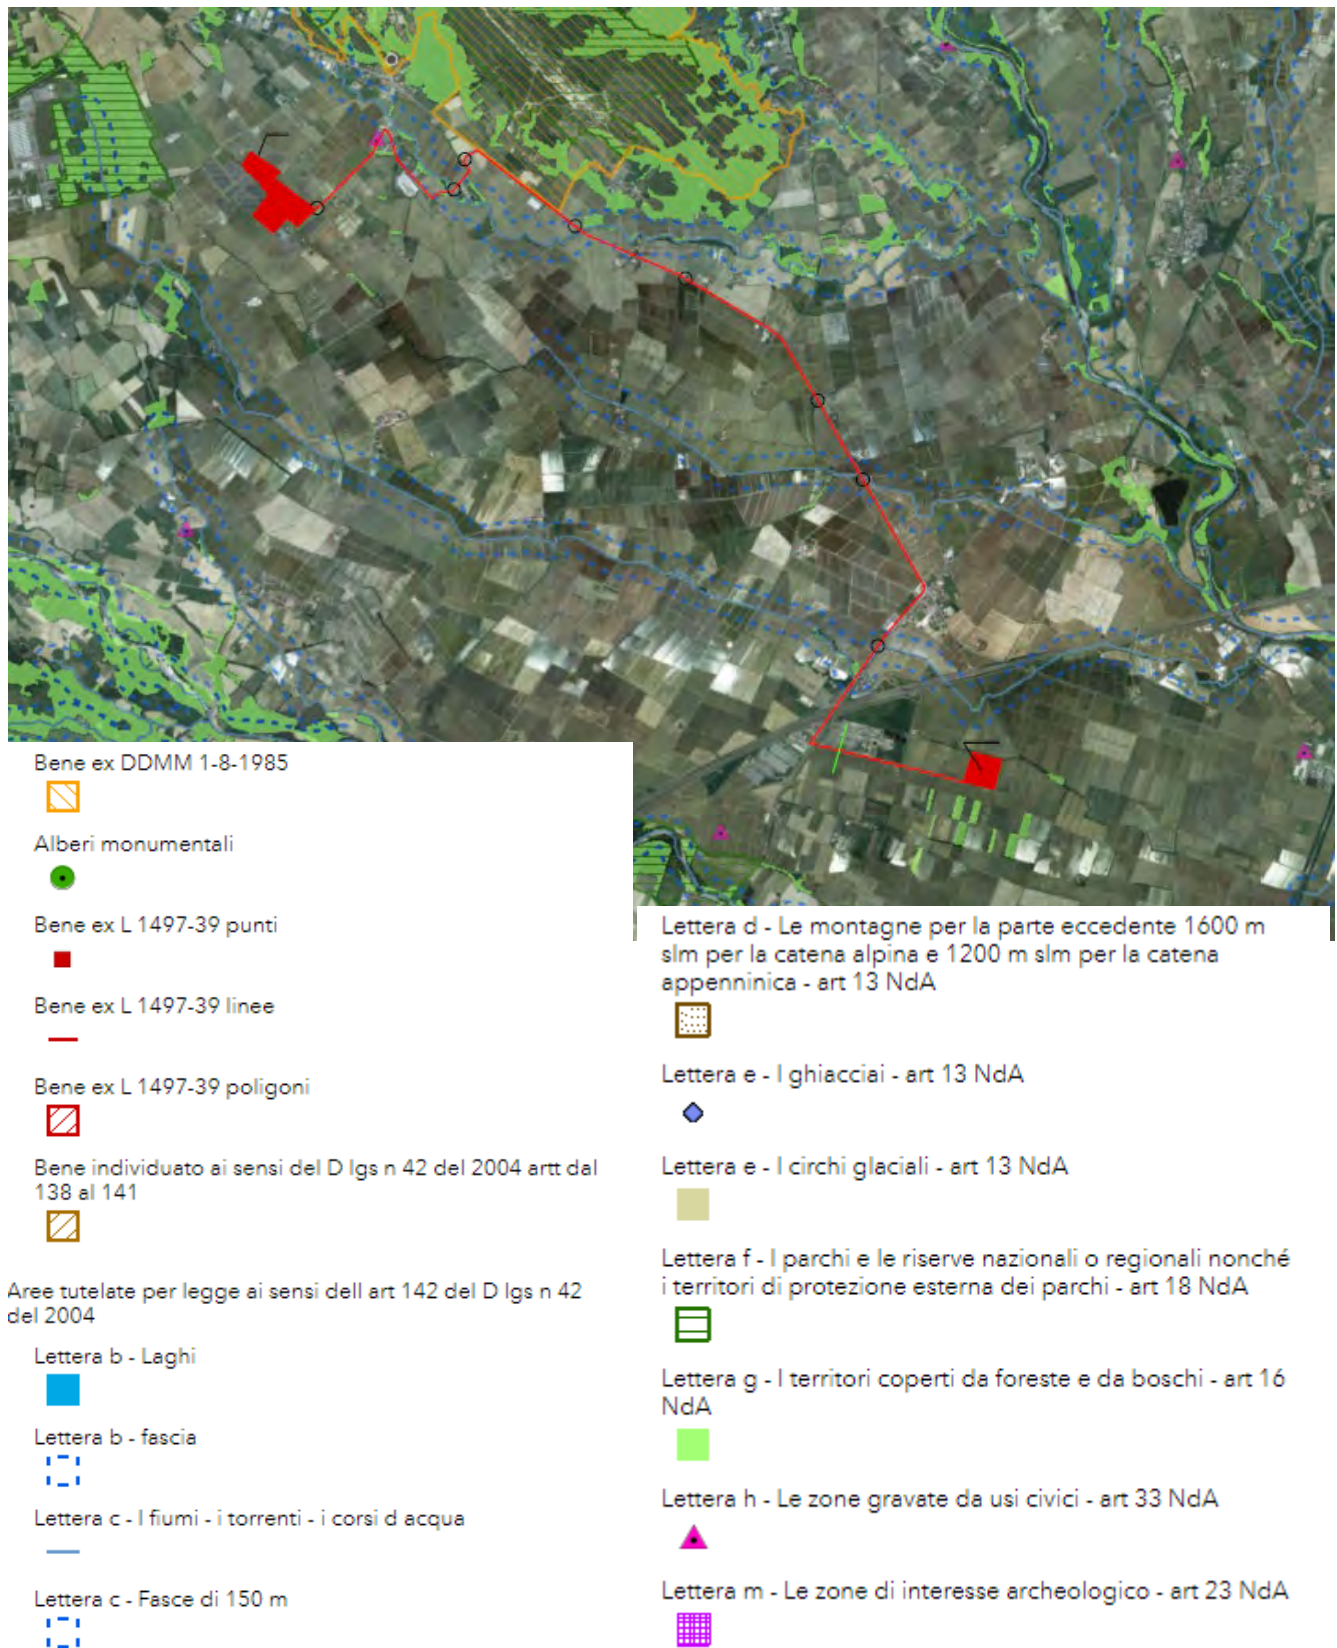 Bene ex DDMM 1-8-1985
Alberi monumentali
Bene ex L 1497-39 punti
Bene ex L 1497-39 linee
Bene ex L 1497-39 poligoni
Bene individuato ai sensi del D lgs n 42 del 2004 artt dal
138 al 141
Aree tutelate per legge ai sensi dell art 142 del D lgs n 42
del 2004
Lettera b - Laghi
Lettera b - fascia
Lettera c - I fiumi - i torrenti - i corsi d acqua
Lettera c - Fasce di 150 m
Lettera d - Le montagne per la parte eccedente 1600 m
slm per la catena alpina e 1200 m slm per la catena
appenninica - art 13 NdA
Lettera e - I ghiacciai - art 13 NdA
Lettera e - I circhi glaciali - art 13 NdA
Lettera f - I parchi e le riserve nazionali o regionali nonché
i territori di protezione esterna dei parchi - art 18 NdA
Lettera g - I territori coperti da foreste e da boschi - art 16
NdA
Lettera h - Le zone gravate da usi civici - art 33 NdA
Lettera m - Le zone di interesse archeologico - art 23 NdA